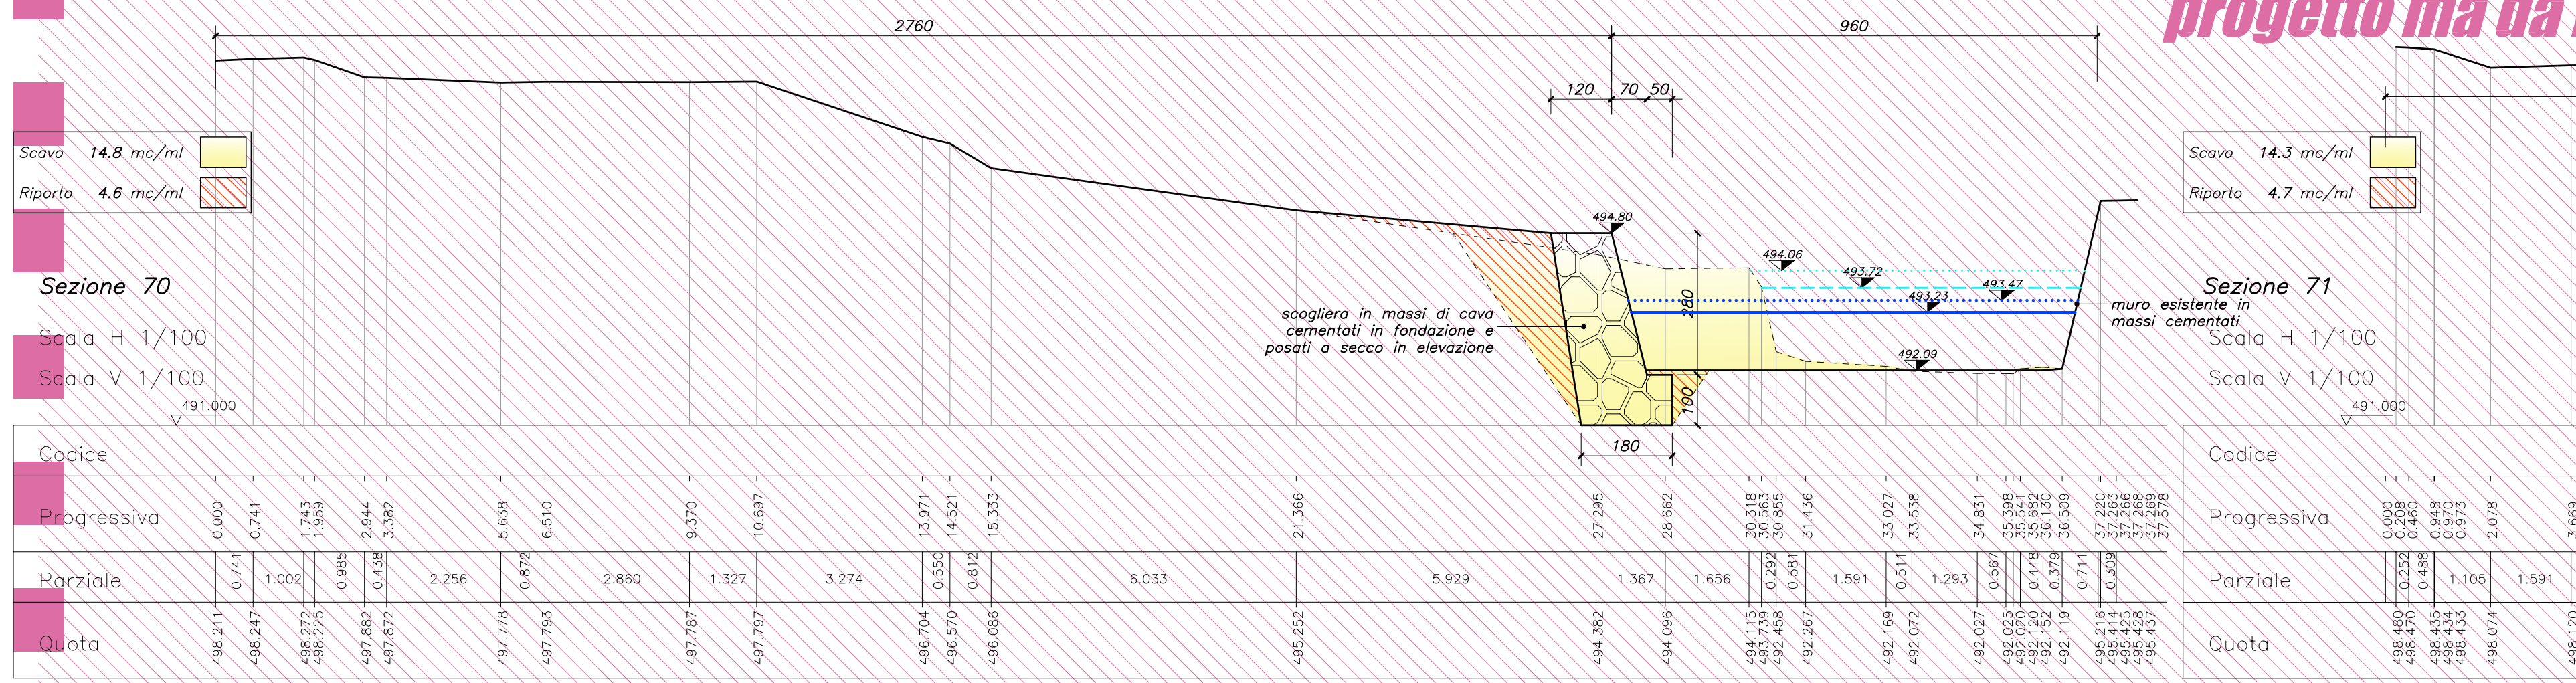 progetto ma da
2760
960
120 70 50
Scavo 14.8 mc/ml
Riporto 4.6 mc/ml
Sezione 70
Scala H 1/100
Scala V 1/100
491.000
494.80
494.06
493.72
493.47
493.23
492.09
280
100
180
scogliera in massi di cava
cementati in fondazione e
posati a secco in elevazione
muro esistente in
massi cementati
Codice
Progressiva 0.000 0.741 1.743 1.959 2.944 3.382 5.638 6.510 9.370 10.697 13.971 14.521 15.333 21.366 27.295 28.662 30.318 30.563 30.855 31.436 33.027 33.538 34.831 35.398 35.541 35.682 36.130 36.509 37.220 37.263 37.266 37.268 37.269 37.578
Parziale 0.741 1.002 0.985 0.438 2.256 0.872 2.860 1.327 3.274 0.550 0.812 6.033 5.929 1.367 1.656 0.292 0.581 1.591 0.511 1.293 0.567 0.448 0.379 0.711 0.309
Quota 498.211 498.247 498.272 498.225 497.882 497.872 497.778 497.793 497.787 497.797 496.704 496.570 496.086 495.252 494.382 494.096 494.115 493.739 492.458 492.267 492.169 492.072 492.027 492.025 492.020 492.120 492.152 492.119 495.216 495.414 495.425 495.428 495.437
Scavo 14.3 mc/ml
Riporto 4.7 mc/ml
Sezione 71
Scala H 1/100
Scala V 1/100
491.000
Codice
Progressiva 0.000 0.208 0.460 0.948 0.970 0.973 2.078 3.669
Parziale 0.252 0.488 1.105 1.591
Quota 498.480 498.470 498.435 498.434 498.433 498.074 498.120